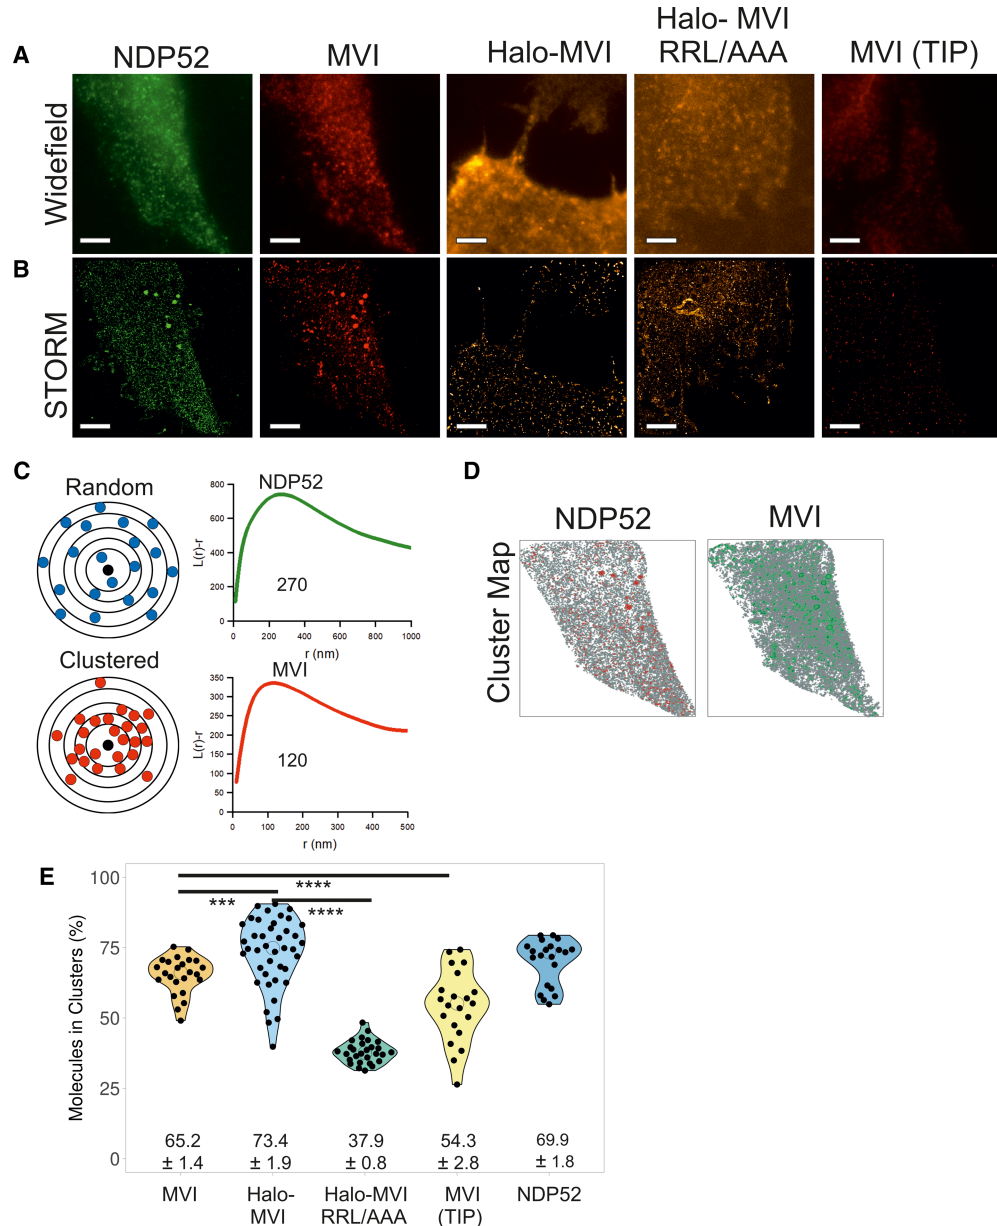 A
NDP52
MVI
Halo-MVI
Halo- MVI
RRL/AAA
MVI (TIP)
Widefield
B
STORM
C
Random
NDP52
800
600
400
200
0
L(r)-r
270
0 200 400 600 800 1000
r (nm)
Clustered
MVI
350
300
250
200
150
100
50
0
L(r)-r
120
0 100 200 300 400 500
r (nm)
D
NDP52
MVI
Cluster Map
E
100
75
50
25
0
Molecules in Clusters (%)
****
***
****
65.2 73.4 37.9 54.3 69.9
± 1.4 ± 1.9 ± 0.8 ± 2.8 ± 1.8
MVI
Halo-
MVI
Halo-MVI
RRL/AAA
MVI
(TIP)
NDP52